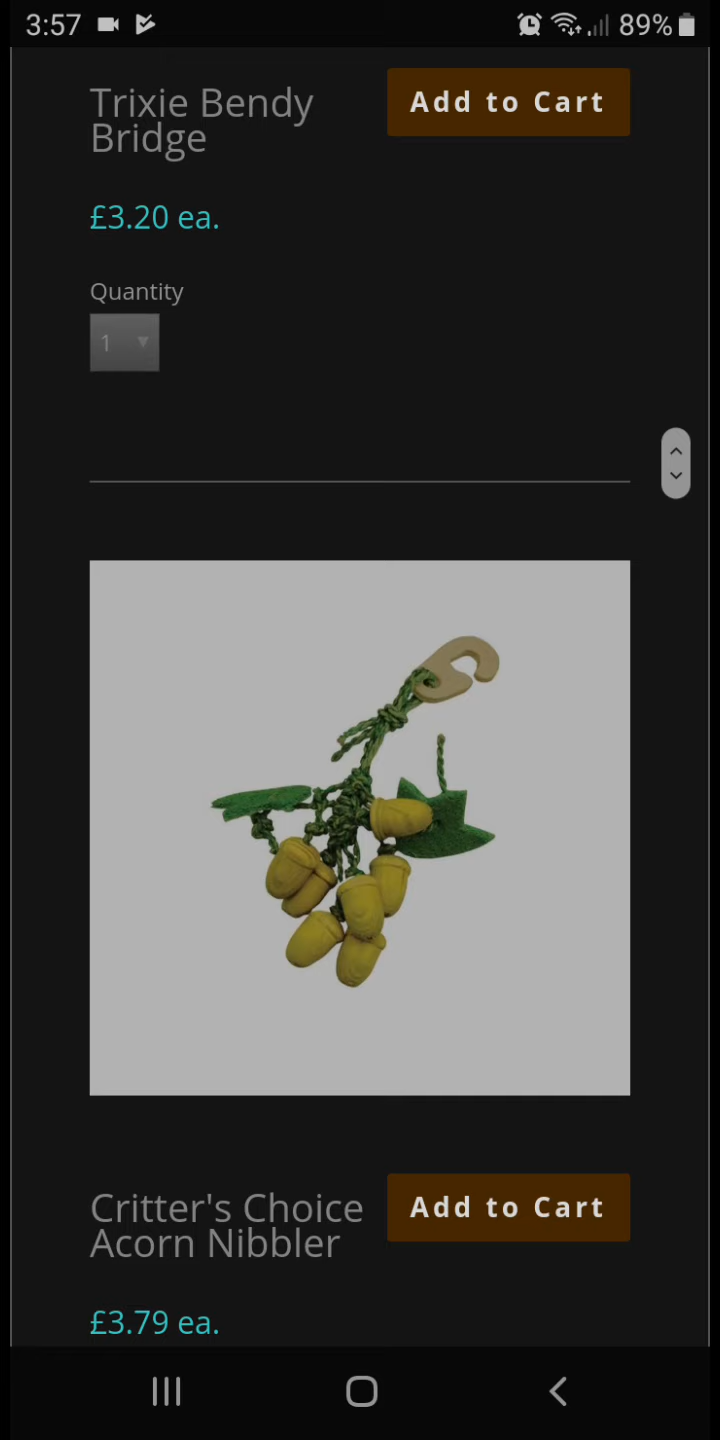 3:57 89%
Trixie Bendy
Bridge
Add to Cart
£3.20 ea.
Quantity
1
Critter's Choice
Acorn Nibbler
Add to Cart
£3.79 ea.